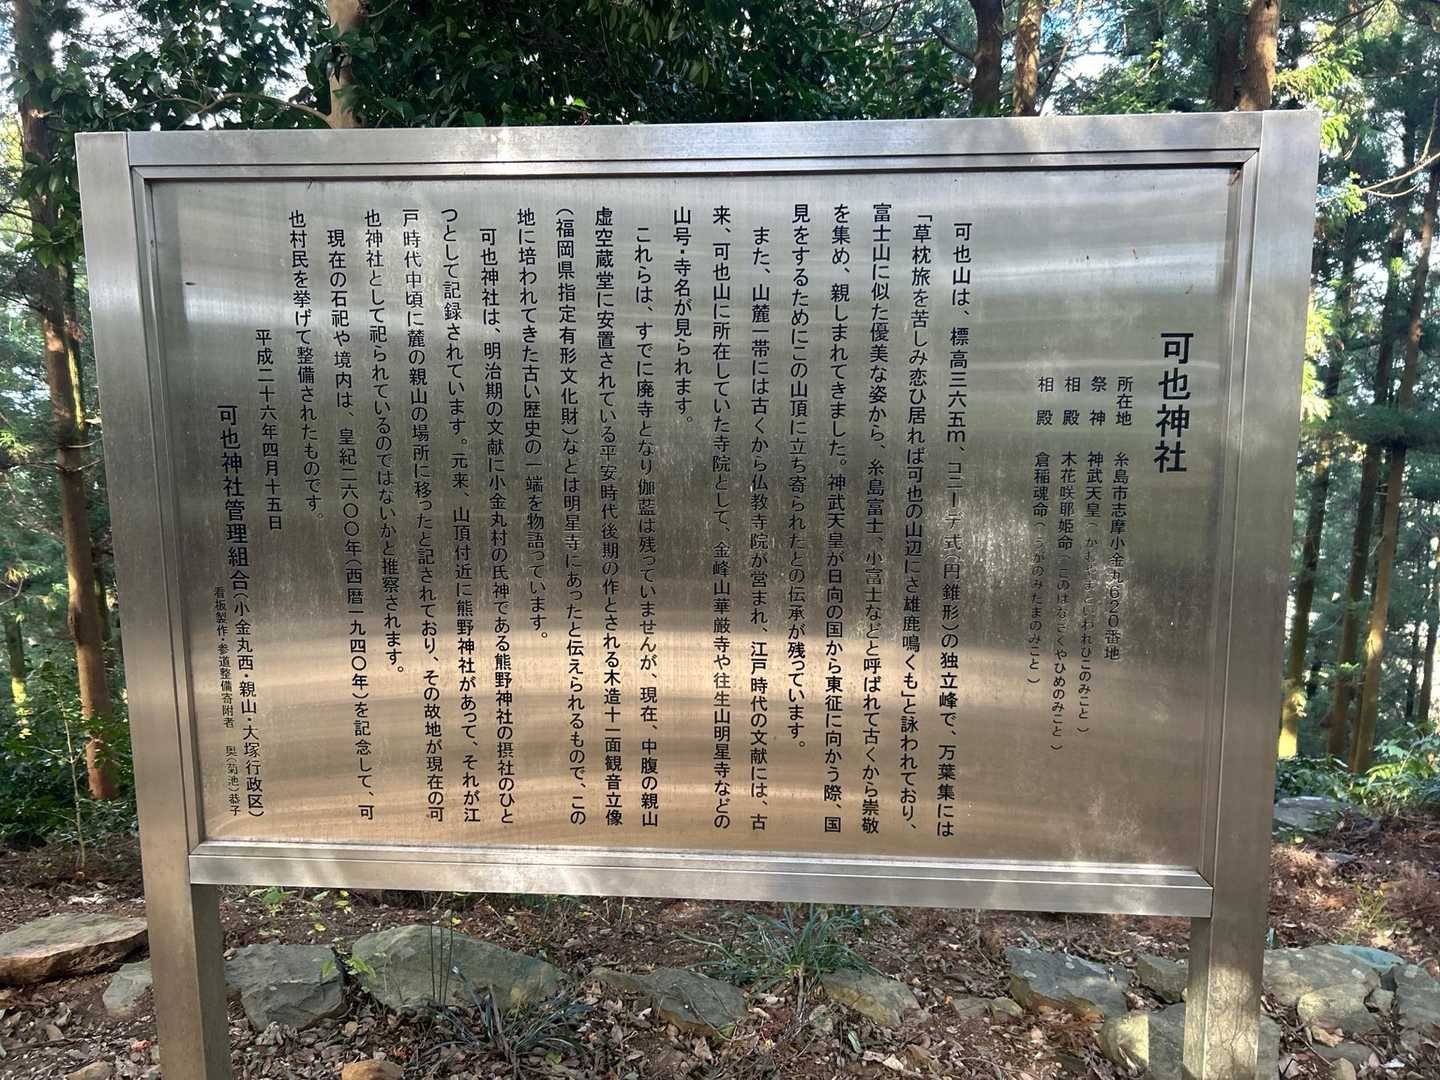 可也神社
所在地　糸島市志摩小金丸620番地
祭　神　神武天皇(かむやまといわれひこのみこと)
相　殿　木花咲耶姫命(このはなさくやひめのみこと)
相　殿　倉稲魂命(うがのみたまのみこと)
可也山は、標高三六五m、コニーデ式(円錐形)の独立峰で、万葉集には
「草枕旅を苦しみ恋ひ居れば可也の山辺にさ雄鹿鳴くも」と詠われており、
富士山に似た優美な姿から、糸島富士、小富士などと呼ばれて古くから崇敬
を集め、親しまれてきました。神武天皇が日向の国から東征に向かう際、国
見をするためにこの山頂に立ち寄られたとの伝承が残っています。
また、山麓一帯には古くから仏教寺院が営まれ、江戸時代の文献には、古
来、可也山に所在していた寺院として、金峰山華厳寺や往生山明星寺などの
山号・寺名が見られます。
これらは、すでに廃寺となり伽藍は残っていませんが、現在、中腹の親山
虚空蔵堂に安置されている平安時代後期の作とされる木造十一面観音立像
(福岡県指定有形文化財)などは明星寺にあったと伝えられるもので、この
地に培われてきた古い歴史の一端を物語っています。
可也神社は、明治期の文献に小金丸村の氏神である熊野神社の摂社のひと
つとして記録されています。元来、山頂付近に熊野神社があって、それが江
戸時代中頃に麓の親山の場所に移ったと記されており、その故地が現在の可
也神社として祀られているのではないかと推察されます。
現在の石祀や境内は、皇紀二六〇〇年(西暦一九四〇年)を記念して、可
也村民を挙げて整備されたものです。
平成二十六年四月十五日
可也神社管理組合(小金丸西・親山・大塚行政区)
看板製作・参道整備寄附者　奥(菊池)恭子